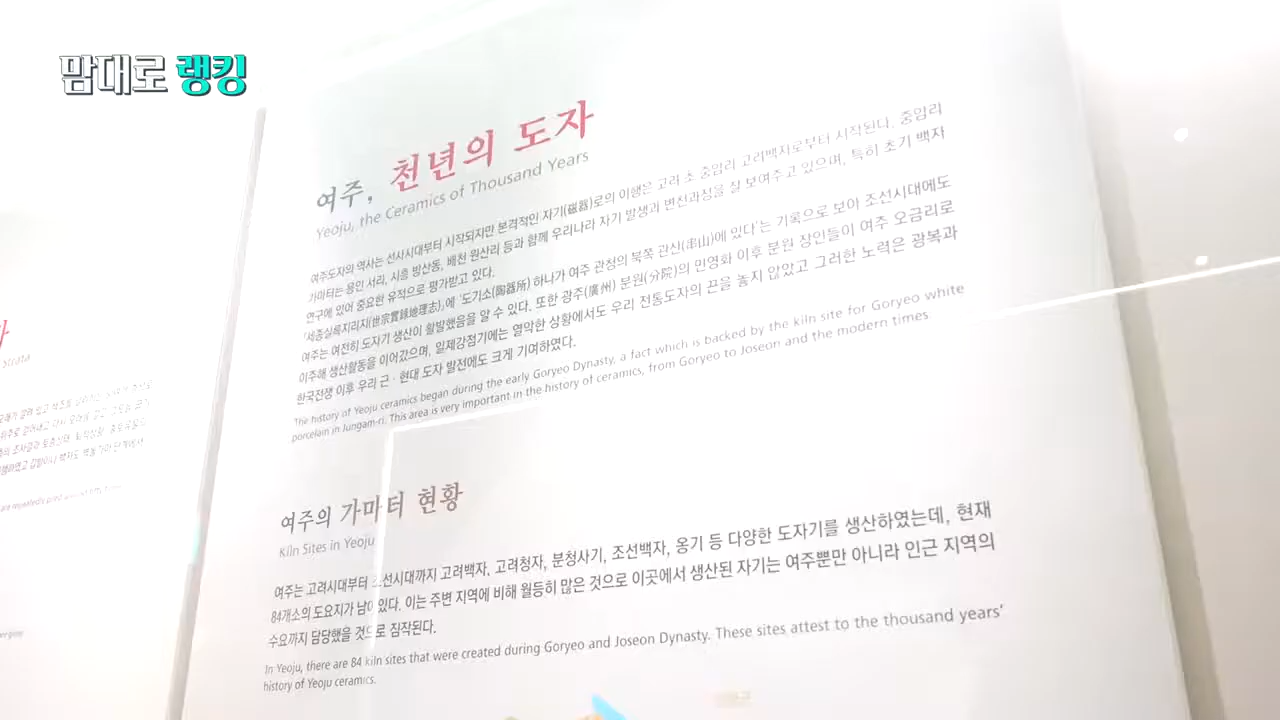 맘대로 랭킹
여주, 천년의 도자
Yeoju, the Ceramics of Thousand Years
여주도자의 역사는 선사시대부터 시작되지만 본격적인 자기(磁器)로의 이행은 고려 초 중암리 고려백자로부터 시작된다. 중암리
가마터는 용인 서리, 시흥 방산동, 배천 원산리 등과 함께 우리나라 자기 발생과 변천과정을 잘 보여주고 있으며, 특히 초기 백자
연구에 있어 중요한 유적으로 평가받고 있다.
『세종실록지리지(世宗實錄地理志)』에 '도기소(陶器所) 하나가 여주 관청의 북쪽 관산(串山)에 있다'는 기록으로 보아 조선시대에도
여주는 여전히 도자기 생산이 활발했음을 알 수 있다. 또한 광주(廣州) 분원(分院)의 민영화 이후 분원 장인들이 여주 오금리로
이주해 생산활동을 이어갔으며, 일제강점기에는 열악한 상황에서도 우리 전통도자의 끈을 놓지 않았고 그러한 노력은 광복과
한국전쟁 이후 우리 근·현대 도자 발전에도 크게 기여하였다.
The history of Yeoju ceramics began during the early Goryeo Dynasty, a fact which is backed by the kiln site for Goryeo white
porcelain in Jungam-ri. This area is very important in the history of ceramics, from Goryeo to Joseon and the modern times.
여주의 가마터 현황
Kiln Sites in Yeoju
여주는 고려시대부터 조선시대까지 고려백자, 고려청자, 분청사기, 조선백자, 옹기 등 다양한 도자기를 생산하였는데, 현재
84개소의 도요지가 남아있다. 이는 주변 지역에 비해 월등히 많은 것으로 이곳에서 생산된 자기는 여주뿐만 아니라 인근 지역의
수요까지 담당했을 것으로 짐작된다.
In Yeoju, there are 84 kiln sites that were created during Goryeo and Joseon Dynasty. These sites attest to the thousand years'
history of Yeoju ceramics.
Strata
are repeatedly